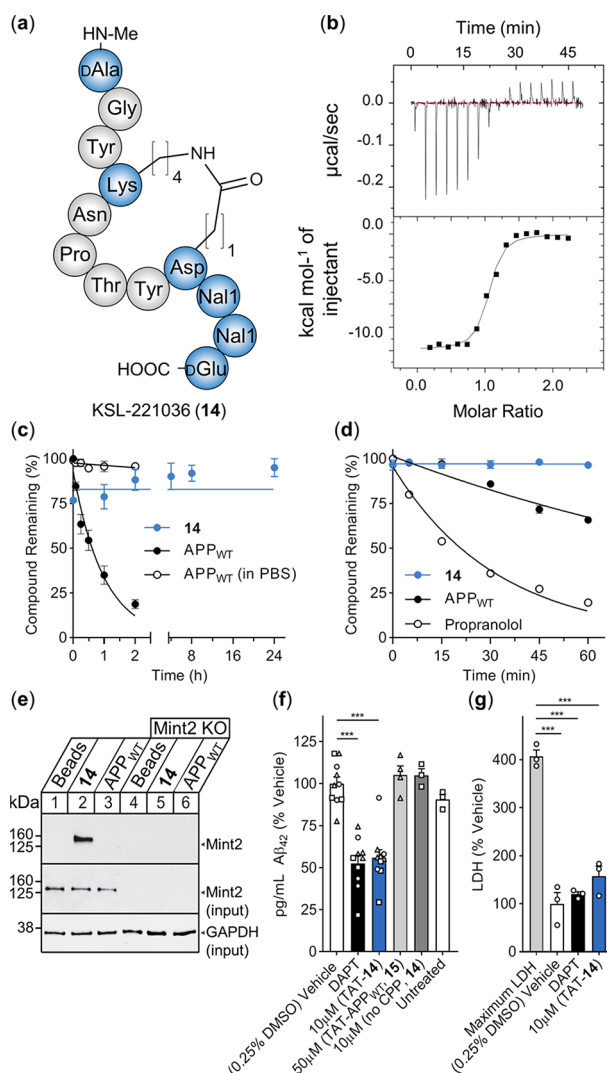 (a)
HN-Me
DAla
Gly
Tyr
Lys
4
NH
O
1
Asn
Pro
Thr
Tyr
Asp
Nal1
Nal1
HOOC
DGlu
KSL-221036 (14)
(b)
Time (min)
0 15 30 45
0.0
-0.1
-0.2
µcal/sec
0.0
-5.0
-10.0
kcal mol-1 of
injectant
0.0 1.0 2.0
Molar Ratio
(c)
Compound Remaining (%)
100
75
50
25
0
14
APPWT
APPWT (in PBS)
0 1 2 8 16 24
Time (h)
(d)
Compound Remaining (%)
100
75
50
25
0
14
APPWT
Propranolol
0 15 30 45 60
Time (min)
(e)
Mint2 KO
Beads
14
APPWT
Beads
14
APPWT
kDa
1 2 3 4 5 6
160
125
Mint2
160
125
Mint2
(input)
38
GAPDH
(input)
(f)
pg/mL Aβ42 (% Vehicle)
125
100
75
50
25
0
***
***
(0.25% DMSO) Vehicle
DAPT
10µM (TAT-14)
50µM (TAT-APPWT, 15)
10µM (no CPP, 14)
Untreated
(g)
LDH (% Vehicle)
400
300
200
100
0
***
***
***
Maximum LDH
(0.25% DMSO) Vehicle
DAPT
10µM (TAT-14)